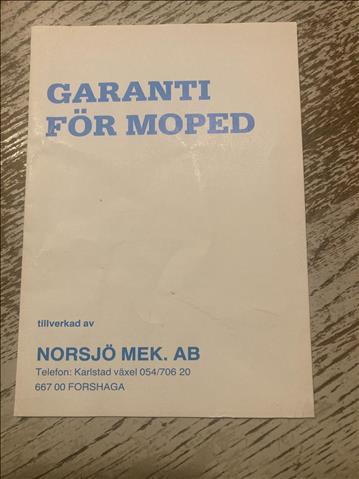 GARANTI
FÖR MOPED
tillverkad av
NORSJÖ MEK. AB
Telefon: Karlstad växel 054/706 20
667 00 FORSHAGA